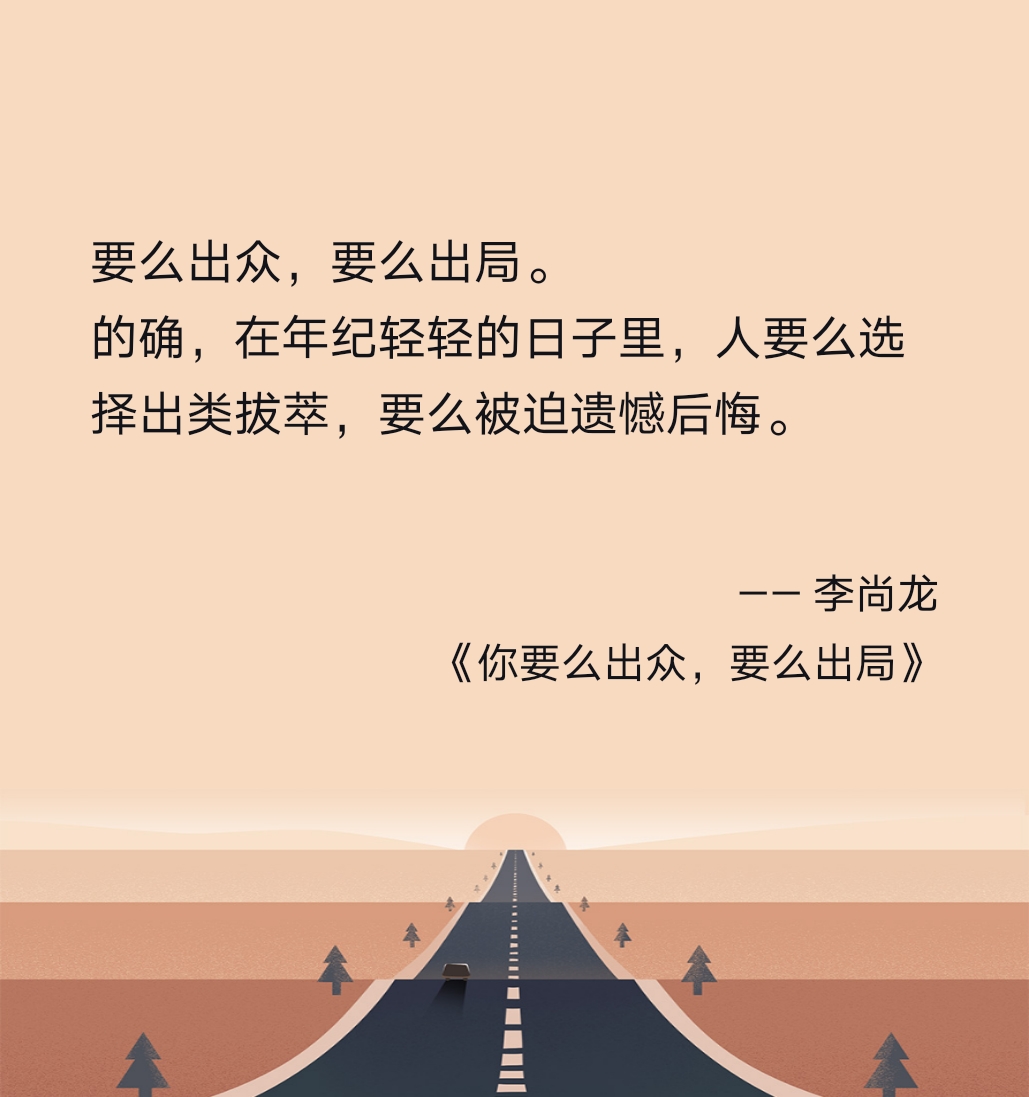 要么出众，要么出局。
的确，在年纪轻轻的日子里，人要么选
择出类拔萃，要么被迫遗憾后悔。
—— 李尚龙
《你要么出众，要么出局》